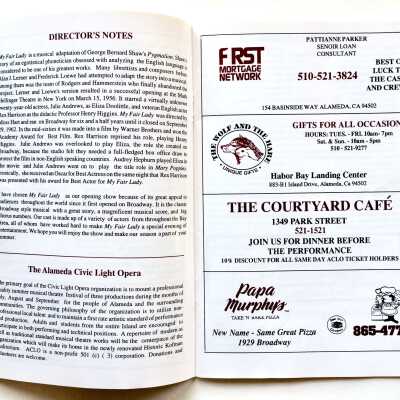 DIRECTOR'S NOTES
My Fair Lady is a musical adaptation of George Bernard Shaw's Pygmalion. Shaw's
story of an egotistical phonetician obsessed with analyzing the English language is
considered to be one of his greatest works. Many librettists and composers before
Alan J. Lerner and Frederick Loewe had attempted to adapt the story into a musical.
Among them was the team of Rodgers and Hammerstein who had finally abandoned the
project. Lerner and Loewe's version resulted in a successful opening at the Mark
Hellinger Theatre in New York on March 15, 1956. It starred a virtually unknown
twenty-year-old actress, Julie Andrews, as Eliza Doolittle, and veteran English actor
Rex Harrison at the didactic Professor Henry Higgins. My Fair Lady was directed by
Moss Hart and ran on Broadway for six and a half years until it closed on September
29, 1962. In the mid-sixties it was made into a film by Warner Brothers and won the
Academy Award for Best Film. Rex Harrison reprised his role, playing Henry
Higgins. Julie Andrews was overlooked to play Eliza, the role she created on
Broadway, because the studio felt they needed a full-fledged box office draw to
protect the film in non-English speaking countries. Audrey Hepburn played Eliza in
the movie and Julie Andrews went on to play the title role in Mary Poppins.
Ironically, she received an Oscar for Best Actress on the same night that Rex Harrison
was presented with his award for Best Actor for My Fair Lady.
We have chosen My Fair Lady as our opening show because of its great appeal to
audiences throughout the world since it first opened on Broadway. It is the classic
Broadway style musical with a great story, a magnificent musical score, and big
chorus numbers. Our cast is made up of a variety of actors from throughout the Bay
Area, all of whom have worked hard to make My Fair Lady a special evening of
entertainment. We hope you will enjoy the show and make our season a part of your
summer.
The Alameda Civic Light Opera
The primary goal of the Civic Light Opera organization is to mount a professional
quality summer musical theater festival of three productions during the months of
July, August and September for the people of Alameda and the surrounding
communities. The governing philosophy of the organization is to utilize non-
professional local talent and to maintain a first rate artistic standard of performance
and production. Adults and students from the entire Island are encouraged to
participate in both performing and technical positions. A repertoire of modern as
well as traditional standard musical theatre works will be the centerpiece of the
organization. ACLO will make its home in the newly renovated Historic Kofman
Auditorium. ACLO is a non-profit 501 (c) (3) corporation. Donations and
volunteers are welcome.
FIRST
MORTGAGE
NETWORK
PATTIANNE PARKER
SENOIR LOAN
CONSULTANT
510-521-3824
BEST O
LUCK T
THE CAS
AND CREV
154 BASINSIDE WAY ALAMEDA, CA 94502
THE WOLF AND THE MARE
UNIQUE GIFTS
GIFTS FOR ALL OCCASION
HOURS: TUES. - FRI. 10am- 7pm
Sat. & Sun. - 10am - 5pm
510 -521-9277
Habor Bay Landing Center
883-H1 Island Drive, Alameda, CA 94502
THE COURTYARD CAFÉ
1349 PARK STREET
521-1521
JOIN US FOR DINNER BEFORE
THE PERFORMANCE
10% DISCOUNT FOR ALL SAME DAY ACLO TICKET HOLDERS
Papa
Murphy's
TAKE 'N' BAKE PIZZA
New Name - Same Great Pizza
1929 Broadway
865-477